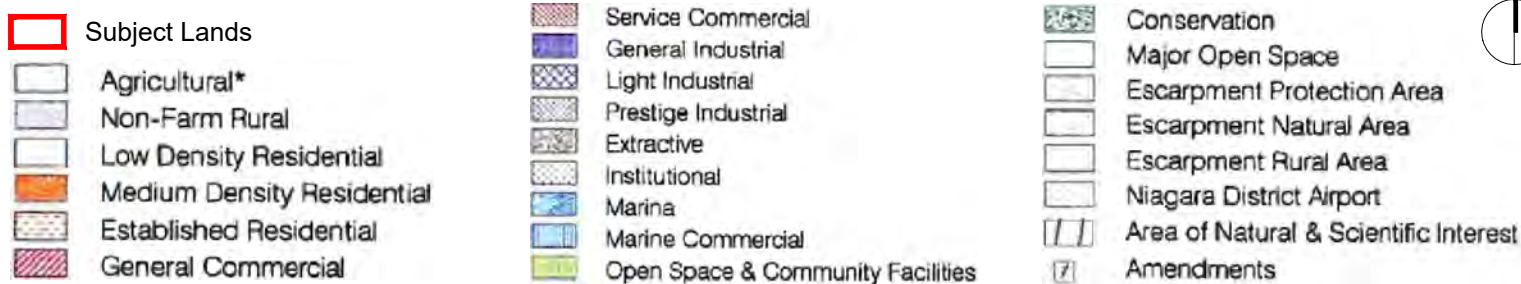 Subject Lands
Agricultural*
Non-Farm Rural
Low Density Residential
Medium Density Residential
Established Residential
General Commercial
Service Commercial
General Industrial
Light Industrial
Prestige Industrial
Extractive
Institutional
Marina
Marine Commercial
Open Space & Community Facilities
Conservation
Major Open Space
Escarpment Protection Area
Escarpment Natural Area
Escarpment Rural Area
Niagara District Airport
Area of Natural & Scientific Interest
7 Amendments